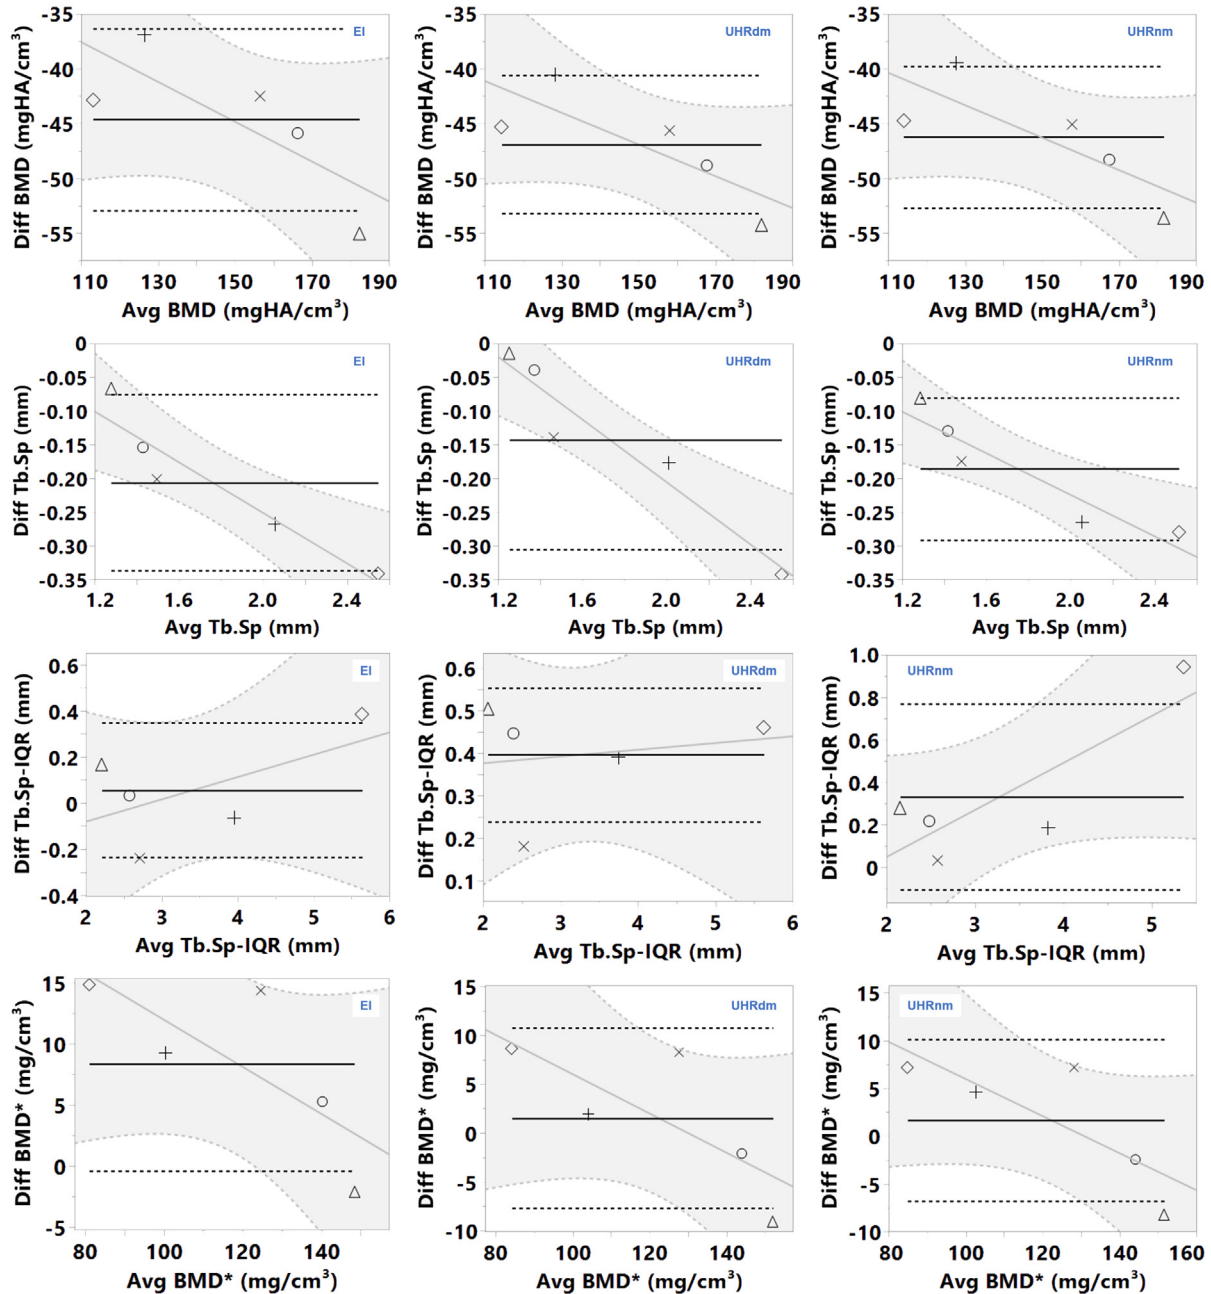 -35
-40
-45
-50
-55
Diff BMD (mgHA/cm³)
EI
110 130 150 170 190
Avg BMD (mgHA/cm³)
-35
-40
-45
-50
-55
Diff BMD (mgHA/cm³)
UHRdm
110 130 150 170 190
Avg BMD (mgHA/cm³)
-35
-40
-45
-50
-55
Diff BMD (mgHA/cm³)
UHRnm
110 130 150 170 190
Avg BMD (mgHA/cm³)
0
-0.05
-0.10
-0.15
-0.20
-0.25
-0.30
-0.35
Diff Tb.Sp (mm)
EI
1.2 1.6 2.0 2.4
Avg Tb.Sp (mm)
0
-0.05
-0.10
-0.15
-0.20
-0.25
-0.30
-0.35
Diff Tb.Sp (mm)
UHRdm
1.2 1.6 2.0 2.4
Avg Tb.Sp (mm)
0
-0.05
-0.10
-0.15
-0.20
-0.25
-0.30
-0.35
Diff Tb.Sp (mm)
UHRnm
1.2 1.6 2.0 2.4
Avg Tb.Sp (mm)
0.6
0.4
0.2
0
-0.2
-0.4
Diff Tb.Sp-IQR (mm)
EI
2 3 4 5 6
Avg Tb.Sp-IQR (mm)
0.6
0.5
0.4
0.3
0.2
0.1
Diff Tb.Sp-IQR (mm)
UHRdm
2 3 4 5 6
Avg Tb.Sp-IQR (mm)
1.0
0.8
0.6
0.4
0.2
0
Diff Tb.Sp-IQR (mm)
UHRnm
2 3 4 5
Avg Tb.Sp-IQR (mm)
15
10
5
0
-5
Diff BMD* (mg/cm³)
EI
80 100 120 140 160
Avg BMD* (mg/cm³)
15
10
5
0
-5
-10
Diff BMD* (mg/cm³)
UHRdm
80 100 120 140 160
Avg BMD* (mg/cm³)
15
10
5
0
-5
-10
Diff BMD* (mg/cm³)
UHRnm
80 100 120 140 160
Avg BMD* (mg/cm³)